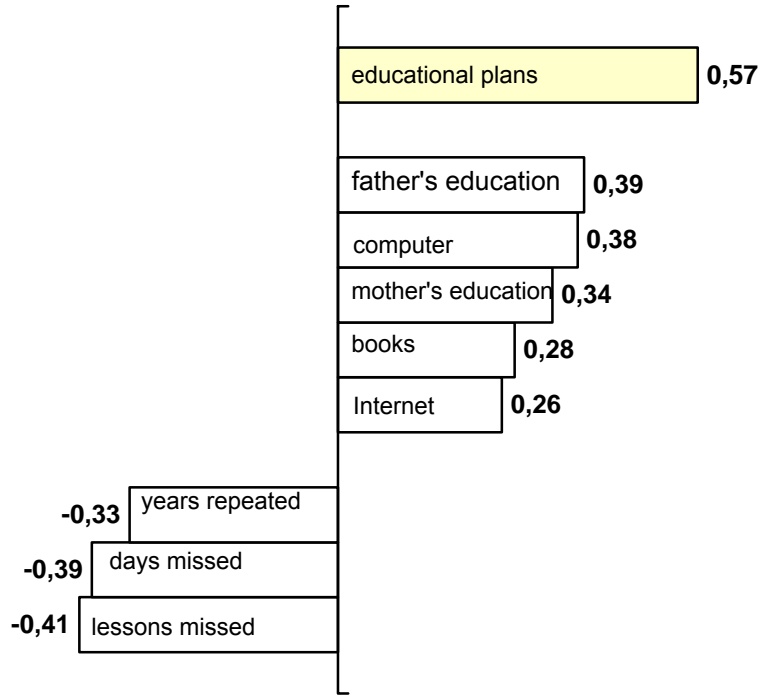 educational plans 0,57
father's education 0,39
computer 0,38
mother's education 0,34
books 0,28
Internet 0,26
-0,33 years repeated
-0,39 days missed
-0,41 lessons missed